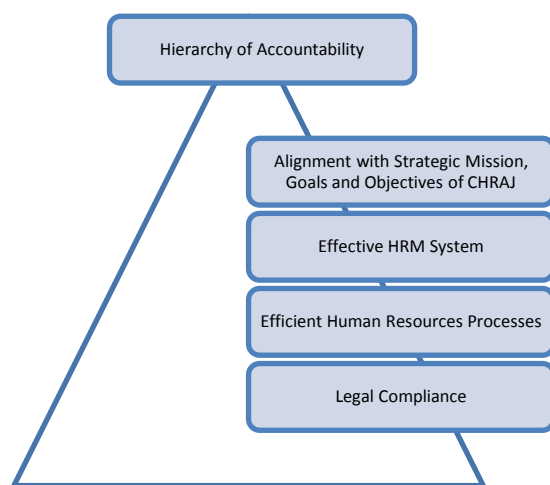 Hierarchy of Accountability
Alignment with Strategic Mission,
Goals and Objectives of CHRAJ
Effective HRM System
Efficient Human Resources Processes
Legal Compliance